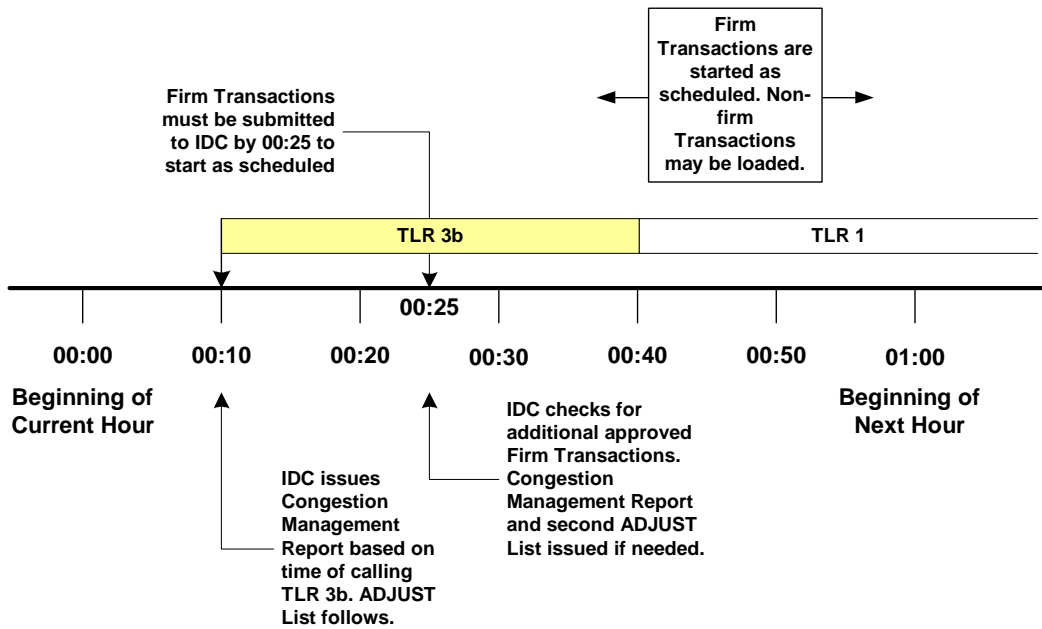 Firm
Transactions are
started as
scheduled. Non-
firm
Transactions
may be loaded.
Firm Transactions
must be submitted
to IDC by 00:25 to
start as scheduled
TLR 3b
TLR 1
00:25
00:00
00:10
00:20
00:30
00:40
00:50
01:00
Beginning of
Current Hour
Beginning of
Next Hour
IDC issues
Congestion
Management
Report based on
time of calling
TLR 3b. ADJUST
List follows.
IDC checks for
additional approved
Firm Transactions.
Congestion
Management Report
and second ADJUST
List issued if needed.